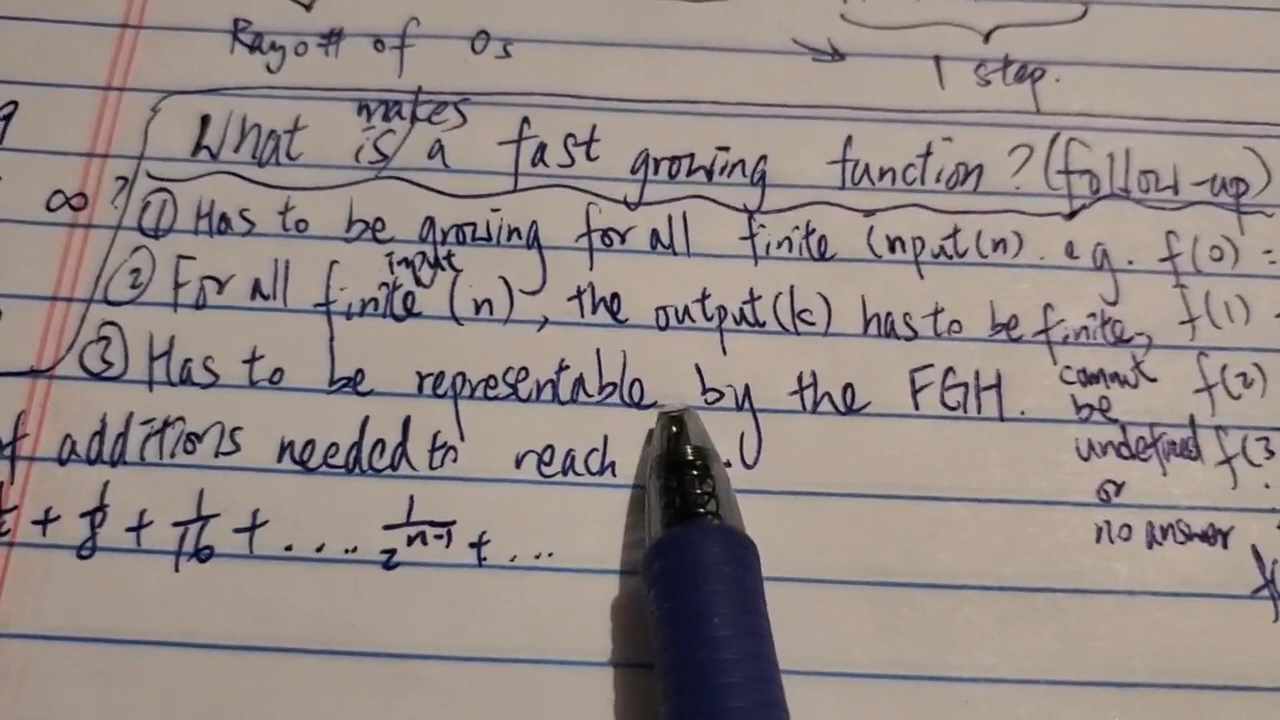 Rayo# of 0s
1 step.
makes
What is a fast growing function? (follow-up)
∞?
① Has to be growing for all finite input(n). e.g. f(0) =
② For all finite input (n), the output(k) has to be finite, f(1)
cannot be undefined or no answer
③ Has to be representable by the FGH. f(2)
f(3
additions needed to reach
+ 1/8 + 1/16 + .... 1/2^n-1 + ...